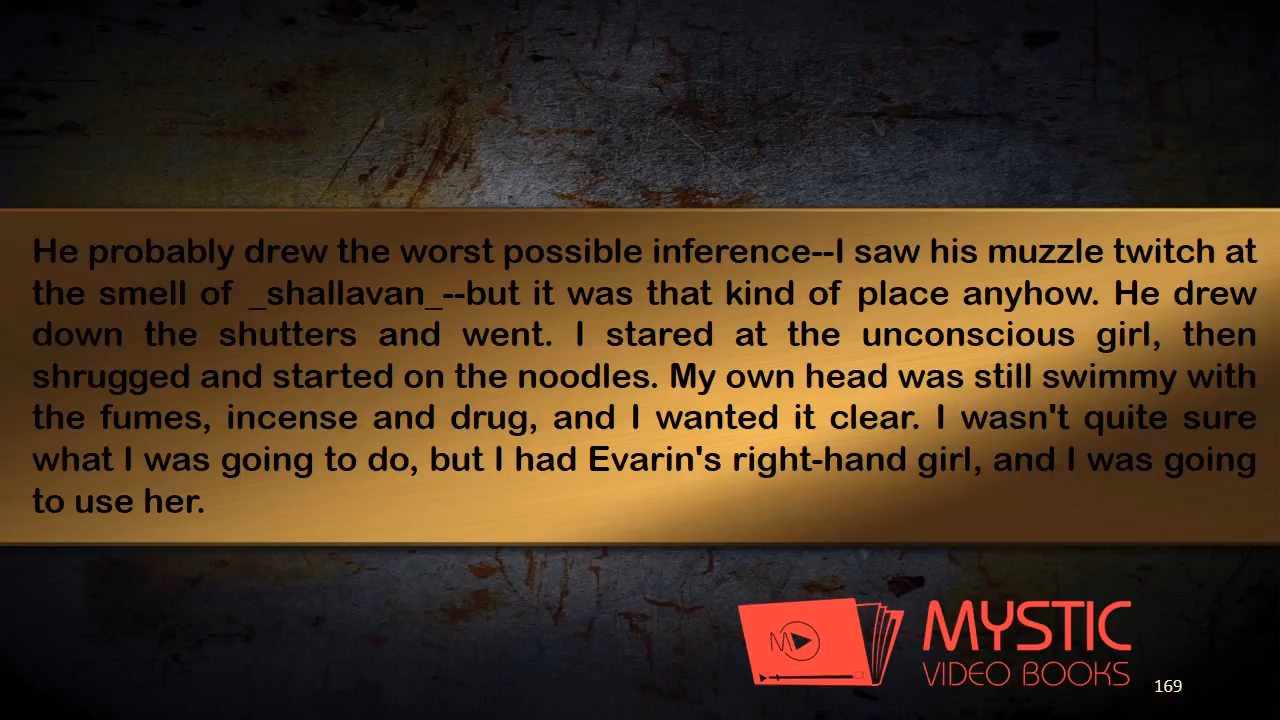 He probably drew the worst possible inference--I saw his muzzle twitch at
the smell of _shallavan_--but it was that kind of place anyhow. He drew
down the shutters and went. I stared at the unconscious girl, then
shrugged and started on the noodles. My own head was still swimmy with
the fumes, incense and drug, and I wanted it clear. I wasn't quite sure
what I was going to do, but I had Evarin's right-hand girl, and I was going
to use her.
MYSTIC
VIDEO BOOKS
169